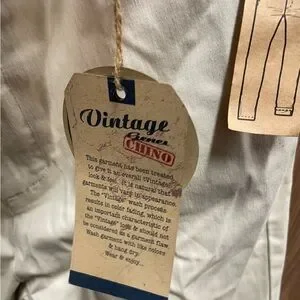 Vintage
CHINO
This garment has been treated
to give it an overall "Vintage"
look & feel. It is natural that
garments will vary in appearance.
The "Vintage" wash process
results in color fading, which is
an important characteristic of
the "Vintage" look & should not
be considered as a garment flaw
Wash garment with like colors
& hang dry.
Wear & enjoy...